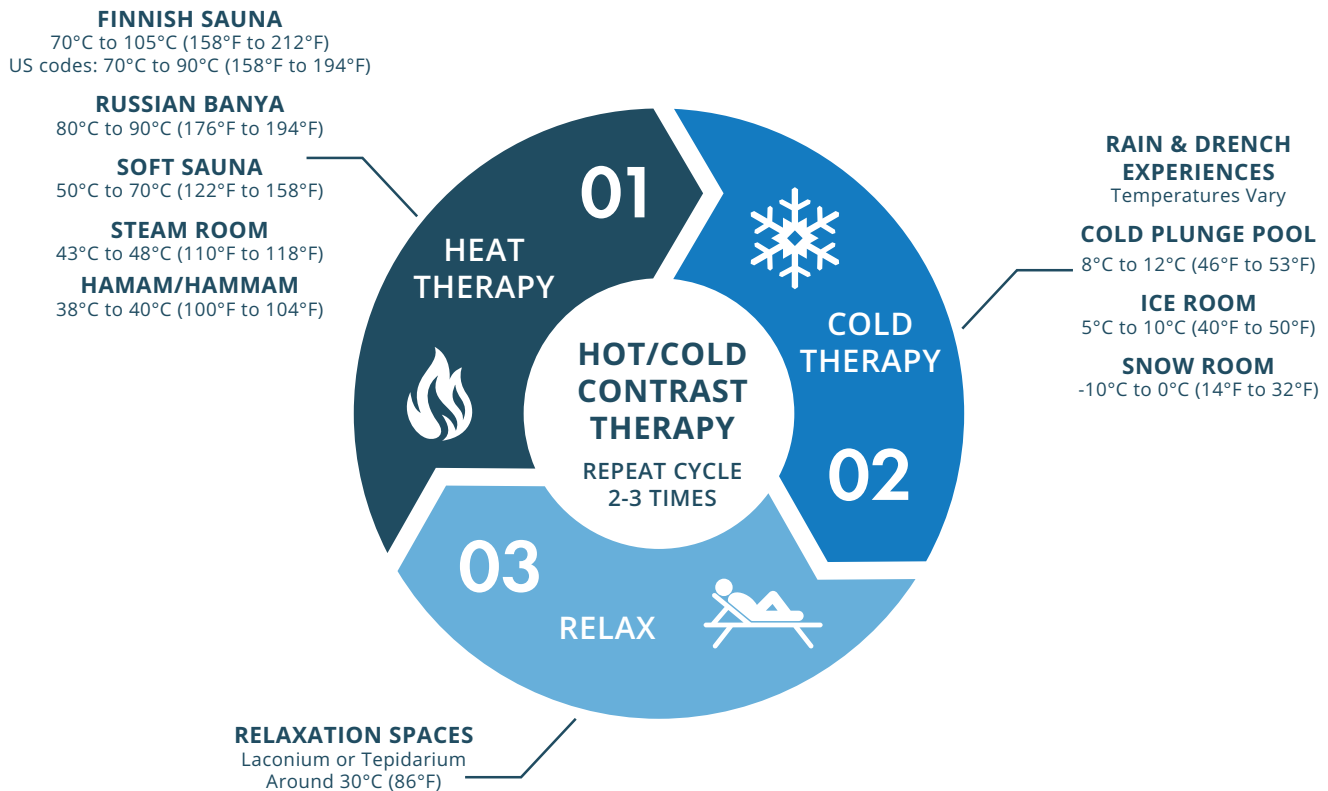 FINNISH SAUNA
70°C to 105°C (158°F to 212°F)
US codes: 70°C to 90°C (158°F to 194°F)
RUSSIAN BANYA
80°C to 90°C (176°F to 194°F)
SOFT SAUNA
50°C to 70°C (122°F to 158°F)
STEAM ROOM
43°C to 48°C (110°F to 118°F)
HAMAM/HAMMAM
38°C to 40°C (100°F to 104°F)
01
HEAT
THERAPY
RAIN & DRENCH
EXPERIENCES
Temperatures Vary
COLD PLUNGE POOL
8°C to 12°C (46°F to 53°F)
ICE ROOM
5°C to 10°C (40°F to 50°F)
SNOW ROOM
-10°C to 0°C (14°F to 32°F)
COLD
THERAPY
02
HOT/COLD
CONTRAST
THERAPY
REPEAT CYCLE
2-3 TIMES
03
RELAX
RELAXATION SPACES
Laconium or Tepidarium
Around 30°C (86°F)